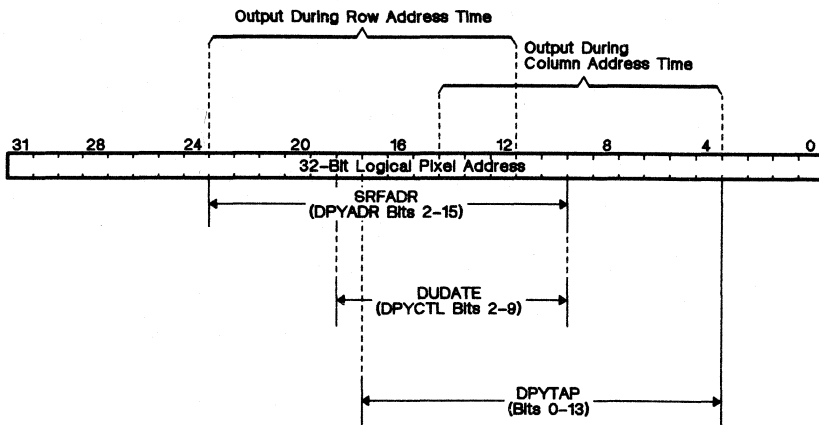 Output During Row Address Time
Output During
Column Address Time
31 28 24 20 16 12 8 4 0
32-Bit Logical Pixel Address
SRFADR
(DPYADR Bits 2-15)
DUDATE
(DPYCTL Bits 2-9)
DPYTAP
(Bits 0-13)